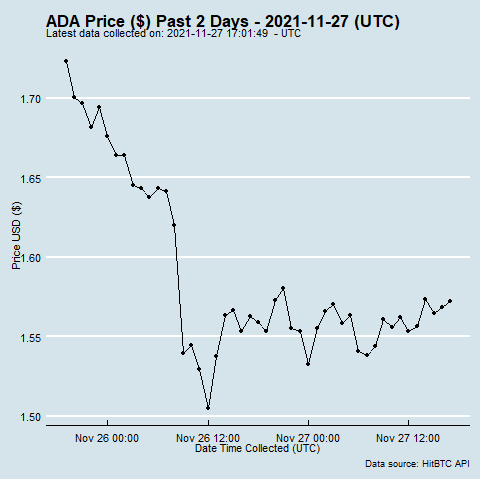 ADA Price ($) Past 2 Days - 2021-11-27 (UTC)
Latest data collected on: 2021-11-27 17:01:49 - UTC
1.70
1.65
1.60
1.55
1.50
Price USD ($)
Nov 26 00:00 Nov 26 12:00 Nov 27 00:00 Nov 27 12:00
Date Time Collected (UTC)
Data source: HitBTC API